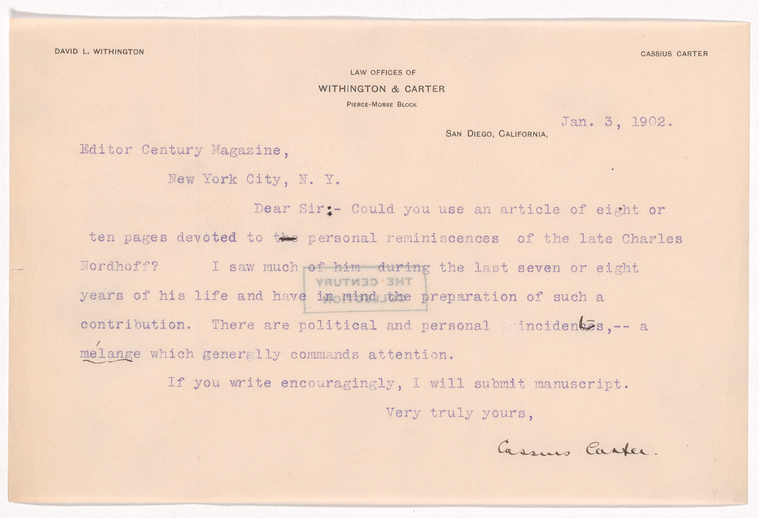 DAVID L. WITHINGTON
CASSIUS CARTER
LAW OFFICES OF
WITHINGTON & CARTER
PIERCE-MORSE BLOCK
Jan. 3, 1902.
SAN DIEGO, CALIFORNIA,
Editor Century Magazine,
New York City, N. Y.
Dear Sir:- Could you use an article of eight or
ten pages devoted to the personal reminiscences of the late Charles
Nordhoff? I saw much of him during the last seven or eight
years of his life and have in mind the preparation of such a
contribution. There are political and personal incidents,-- a
mélange which generally commands attention.
If you write encouragingly, I will submit manuscript.
Very truly yours,
Cassius Carter.
THE CENTURY
COLLECTION